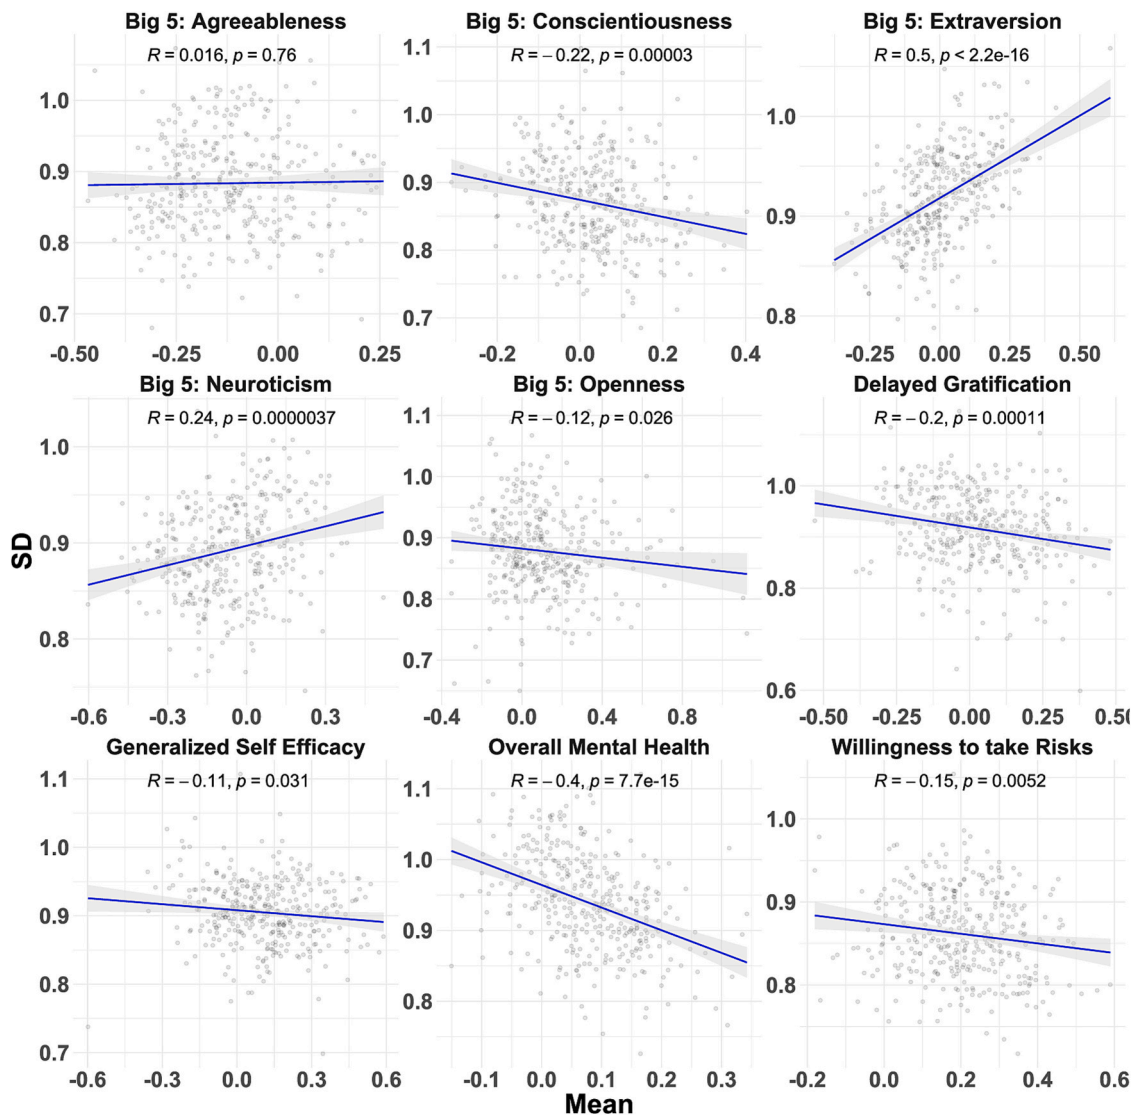 Big 5: Agreeableness
R = 0.016, p = 0.76
1.0
0.9
0.8
0.7
-0.50 -0.25 0.00 0.25
Big 5: Conscientiousness
R = − 0.22, p = 0.00003
1.1
1.0
0.9
0.8
0.7
-0.2 0.0 0.2 0.4
Big 5: Extraversion
R = 0.5, p < 2.2e-16
1.0
0.9
0.8
-0.25 0.00 0.25 0.50
Big 5: Neuroticism
R = 0.24, p = 0.0000037
1.0
0.9
0.8
-0.6 -0.3 0.0 0.3
Big 5: Openness
R = − 0.12, p = 0.026
1.1
1.0
0.9
0.8
0.7
-0.4 0.0 0.4 0.8
Delayed Gratification
R = − 0.2, p = 0.00011
1.0
0.8
0.6
-0.50 -0.25 0.00 0.25 0.50
Generalized Self Efficacy
R = − 0.11, p = 0.031
1.1
1.0
0.9
0.8
0.7
-0.6 -0.3 0.0 0.3 0.6
Overall Mental Health
R = − 0.4, p = 7.7e-15
1.1
1.0
0.9
0.8
-0.1 0.0 0.1 0.2 0.3
Willingness to take Risks
R = − 0.15, p = 0.0052
1.0
0.9
0.8
-0.2 0.0 0.2 0.4 0.6
SD
Mean